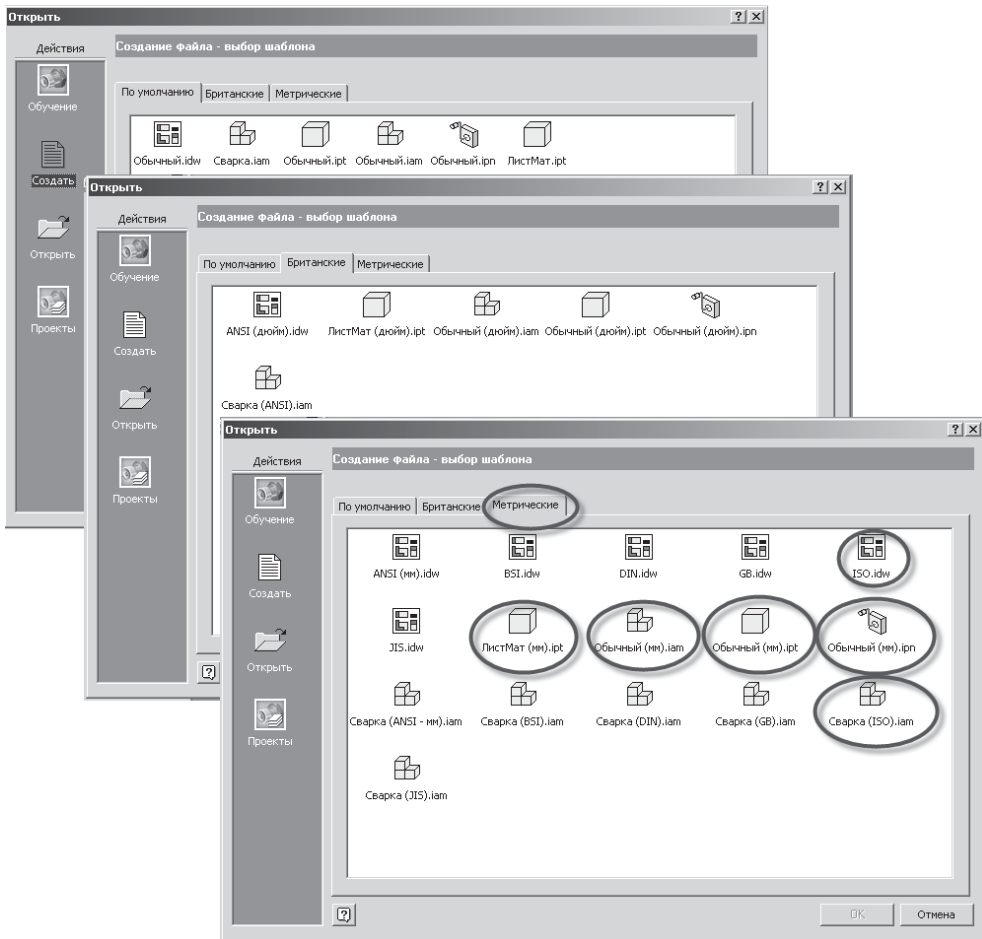 Открыть
Действия
Создание файла - выбор шаблона
По умолчанию Британские Метрические
Обучение
Создать
Открыть
Проекты
Обычный.idw Сварка.iam Обычный.ipt Обычный.iam Обычный.ipn ЛистМат.ipt
Открыть
Действия
Создание файла - выбор шаблона
По умолчанию Британские Метрические
Обучение
Создать
Открыть
Проекты
ANSI (дюйм).idw ЛистМат (дюйм).ipt Обычный (дюйм).iam Обычный (дюйм).ipt Обычный (дюйм).ipn
Сварка (ANSI).iam
Открыть
Действия
Создание файла - выбор шаблона
По умолчанию Британские Метрические
Обучение
Создать
Открыть
Проекты
ANSI (мм).idw BSI.idw DIN.idw GB.idw ISO.idw
JIS.idw ЛистМат (мм).ipt Обычный (мм).iam Обычный (мм).ipt Обычный (мм).ipn
Сварка (ANSI - мм).iam Сварка (BSI).iam Сварка (DIN).iam Сварка (GB).iam Сварка (ISO).iam
Сварка (JIS).iam
OK Отмена